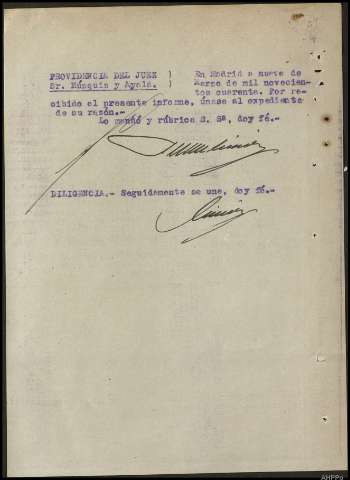 PROVIDENCIA DEL JUEZ ) En Madrid a nueve de
Sr. Múzquiz y Ayala. ) Marzo de mil novecien-
tos cuarenta. Por re-
cibido el presente informe, únase al expediente
de su razón.-
Lo mandó y rúbrica S. Sª, doy fé.-
DILIGENCIA.- Seguidamente se une, doy fé.-
AHPPo